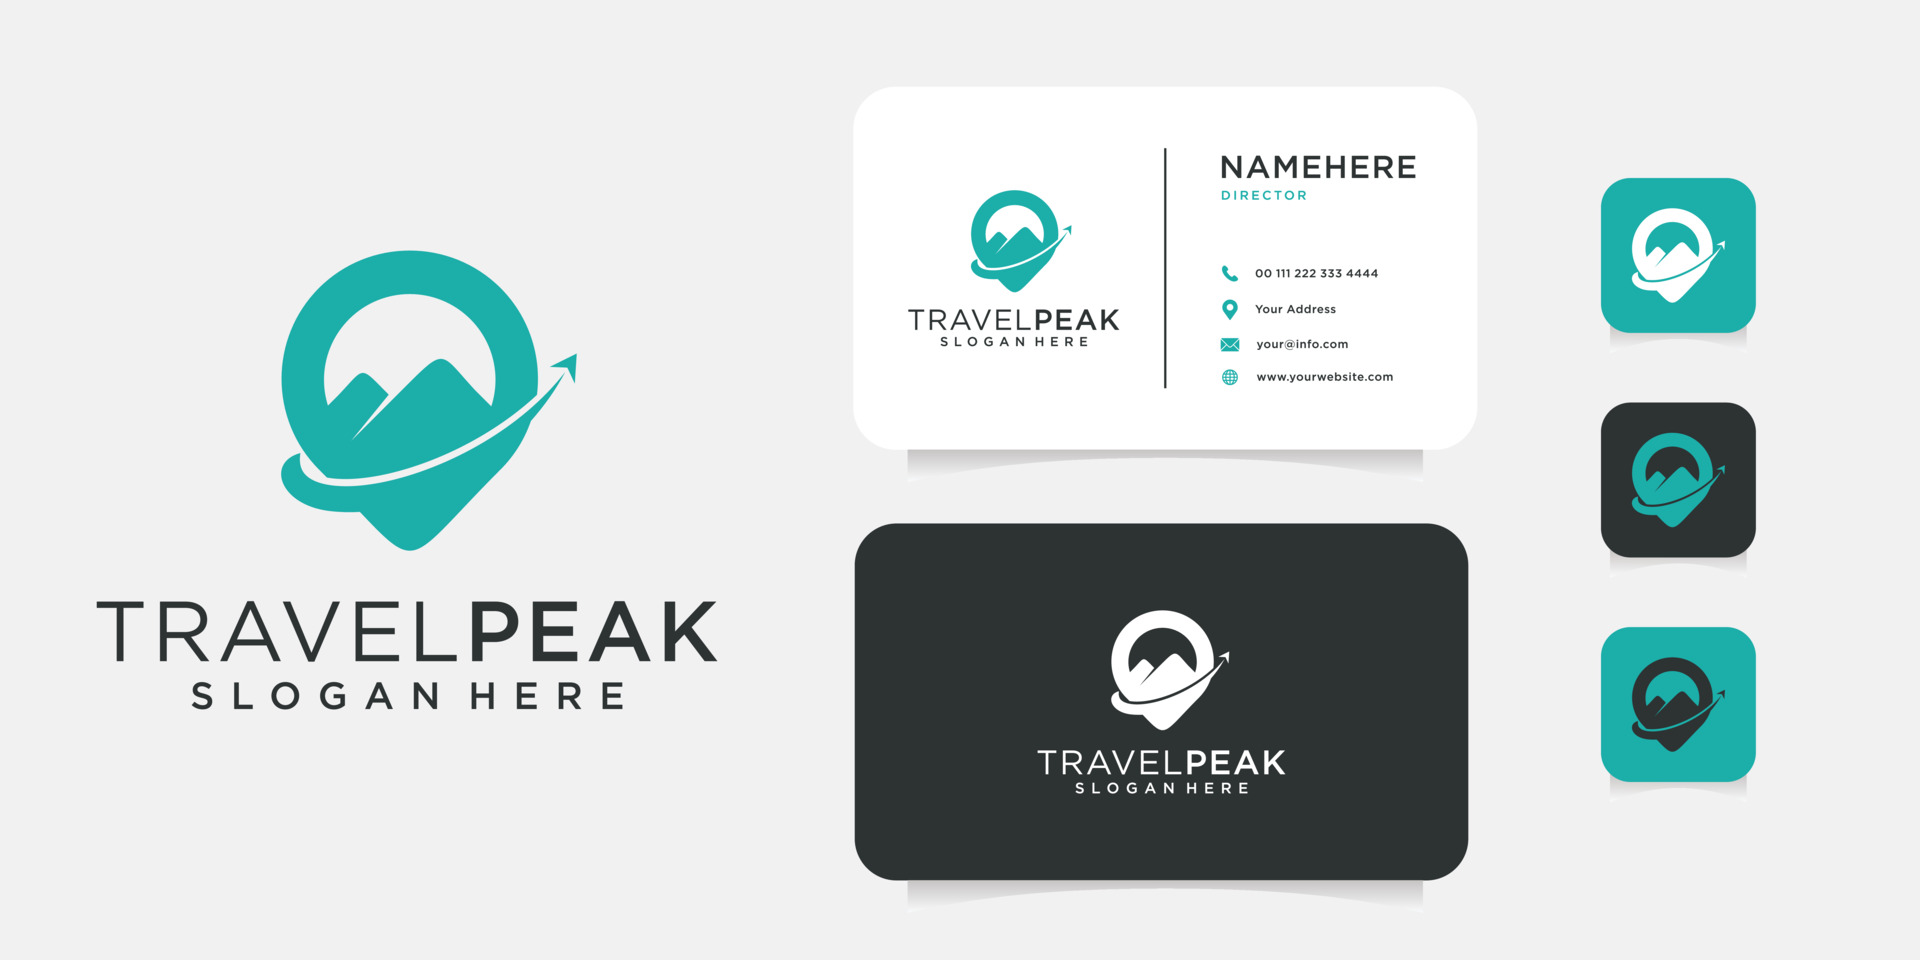 TRAVELPEAK
SLOGAN HERE
TRAVELPEAK
SLOGAN HERE
NAMEHERE
DIRECTOR
00 111 222 333 4444
Your Address
your@info.com
www.yourwebsite.com
TRAVELPEAK
SLOGAN HERE